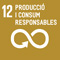 12 PRODUCCIÓ
I CONSUM
RESPONSABLES